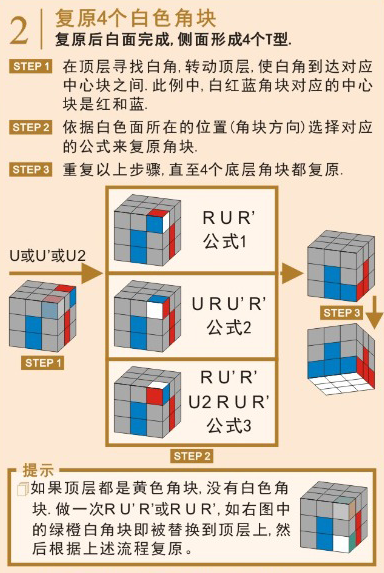 2
复原4个白色角块
复原后白面完成, 侧面形成4个T型.
STEP 1 在顶层寻找白角, 转动顶层, 使白角到达对应
中心块之间. 此例中, 白红蓝角块对应的中心
块是红和蓝.
STEP 2 依据白色面所在的位置(角块方向)选择对应
的公式来复原角块.
STEP 3 重复以上步骤, 直至4个底层角块都复原.
U或U'或U2
STEP 1
R U R'
公式1
U R U' R'
公式2
R U' R'
U2 R U R'
公式3
STEP 2
STEP 3
提示
如果顶层都是黄色角块, 没有白色角
块. 做一次R U' R'或R U R', 如右图中
的绿橙白角块即被替换到顶层上, 然
后根据上述流程复原.